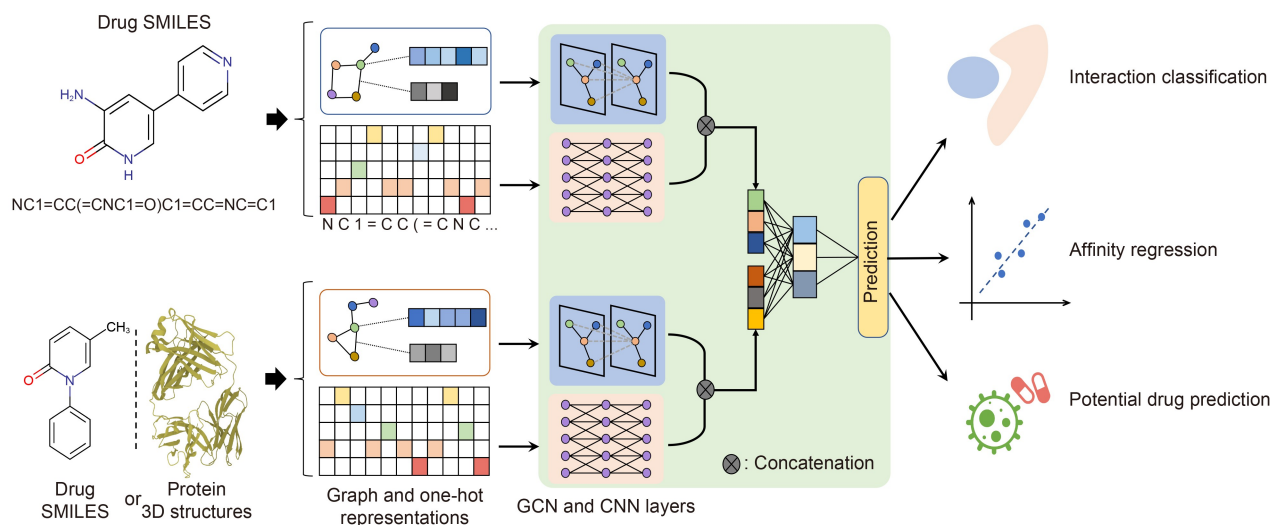 Drug SMILES
N
H₂N
O
N
H
NC1=CC(=CNC1=O)C1=CC=NC=C1
N C 1 = C C ( = C N C ...
CH₃
O
N
Drug
SMILES
or
Protein
3D structures
Graph and one-hot
representations
GCN and CNN layers
: Concatenation
Prediction
Interaction classification
Affinity regression
Potential drug prediction